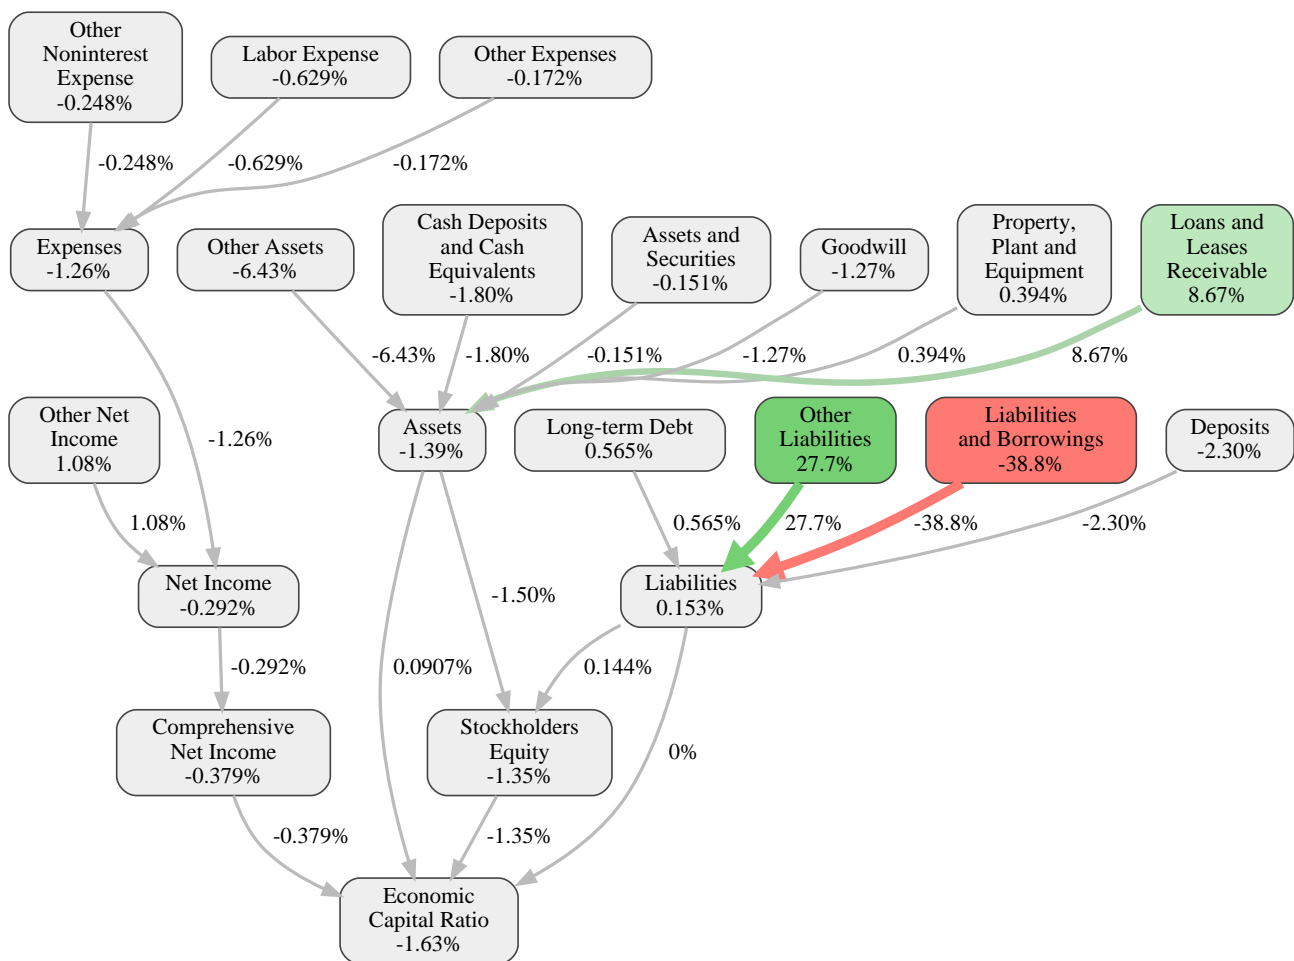 Other
Noninterest
Expense
-0.248%
Labor Expense
-0.629%
Other Expenses
-0.172%
-0.248%
-0.629%
-0.172%
Expenses
-1.26%
Other Assets
-6.43%
Cash Deposits
and Cash
Equivalents
-1.80%
Assets and
Securities
-0.151%
Goodwill
-1.27%
Property,
Plant and
Equipment
0.394%
Loans and
Leases
Receivable
8.67%
-6.43%
-1.80%
-0.151%
-1.27%
0.394%
8.67%
Other Net
Income
1.08%
-1.26%
Assets
-1.39%
Long-term Debt
0.565%
Other
Liabilities
27.7%
Liabilities
and Borrowings
-38.8%
Deposits
-2.30%
1.08%
0.565%
27.7%
-38.8%
-2.30%
Net Income
-0.292%
-1.50%
Liabilities
0.153%
-0.292%
0.0907%
0.144%
Comprehensive
Net Income
-0.379%
Stockholders
Equity
-1.35%
0%
-0.379%
-1.35%
Economic
Capital Ratio
-1.63%